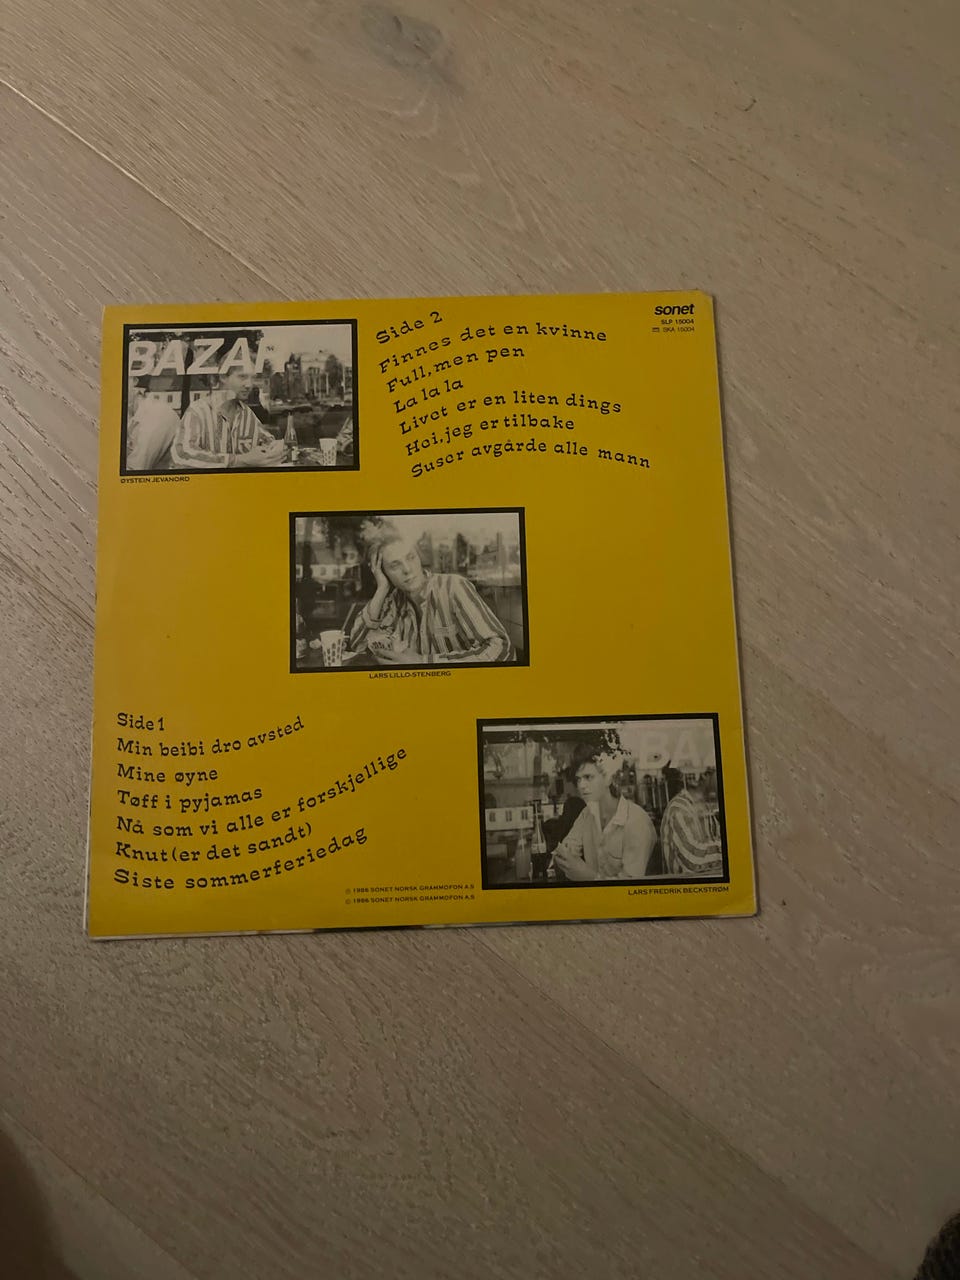 BAZAR
ØYSTEIN JEVANORD
Side 2
Finnes det en kvinne
Full, men pen
La la la
Livet er en liten dings
Hoi, jeg er tilbake
Suser avgårde alle mann
sonet
SLP 15004
SKA 15004
LARS LILLO-STENBERG
Side 1
Min beibi dro avsted
Mine øyne
Tøff i pyjamas
Nå som vi alle er forskjellige
Knut (er det sandt)
Siste sommerferiedag
BAZ
LARS FREDRIK BECKSTRØM
℗ 1986 SONET NORSK GRAMMOFON A.S
© 1986 SONET NORSK GRAMMOFON A.S